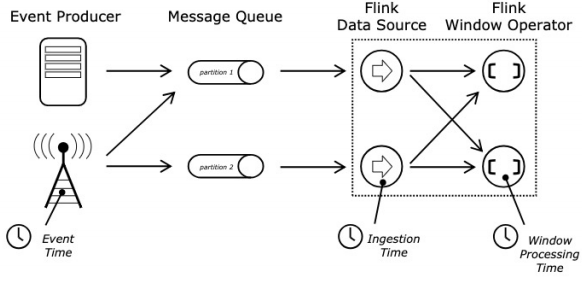 Event Producer
Message Queue
Flink
Data Source
Flink
Window Operator
partition 1
partition 2
Event
Time
Ingestion
Time
Window
Processing
Time